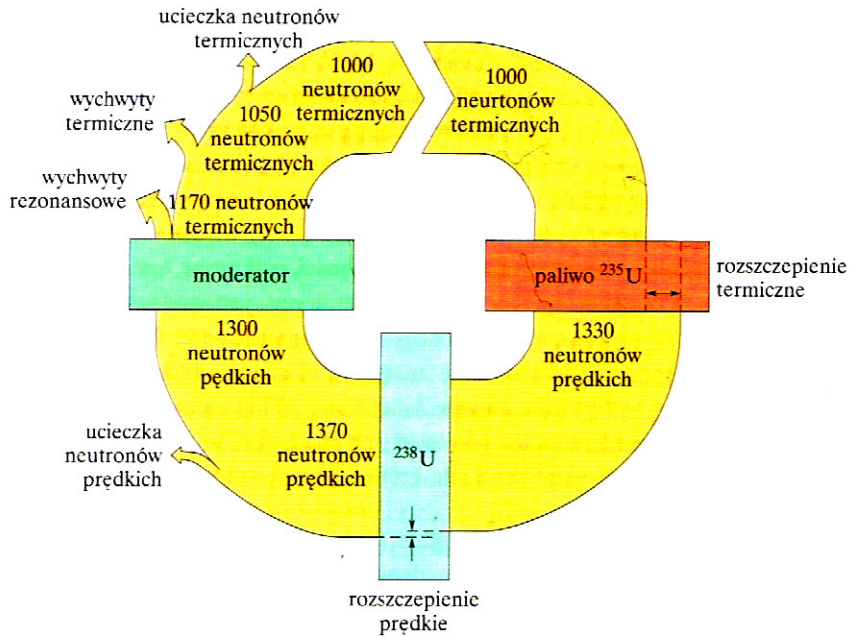 ucieczka neutronów
termicznych
wychwyty
termiczne
wychwyty
rezonansowe
1000
neutronów
termicznych
1050
neutronów
termicznych
1170 neutronów
termicznych
1000
neurtonów
termicznych
moderator
paliwo ²³⁵U
rozszczepienie
termiczne
1300
neutronów
pędkich
1330
neutronów
prędkich
ucieczka
neutronów
prędkich
1370
neutronów
prędkich
²³⁸U
rozszczepienie
prędkie